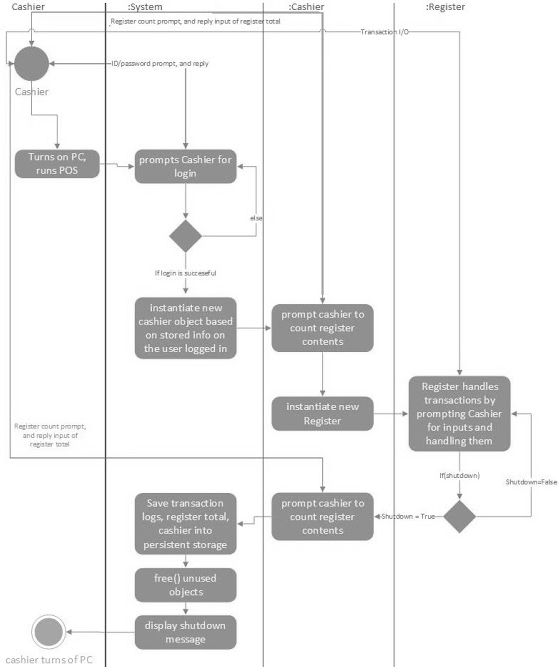 Cashier
:System
:Cashier
:Register
Register count prompt, and reply input of register total
Transaction I/O
ID/password prompt, and reply
Cashier
Turns on PC,
runs POS
prompts Cashier for
login
else
If login is succeseful
instantiate new
cashier object based
on stored info on
the user logged in
prompt cashier to
count register
contents
instantiate new
Register
Register handles
transactions by
prompting Cashier
for inputs and
handling them
Register count prompt,
and reply input of
register total
If(shutdown)
Shutdown=False
Save transaction
logs, register total,
cashier into
persistent storage
prompt cashier to
count register
contents
Shutdown = True
free() unused
objects
display shutdown
message
cashier turns of PC